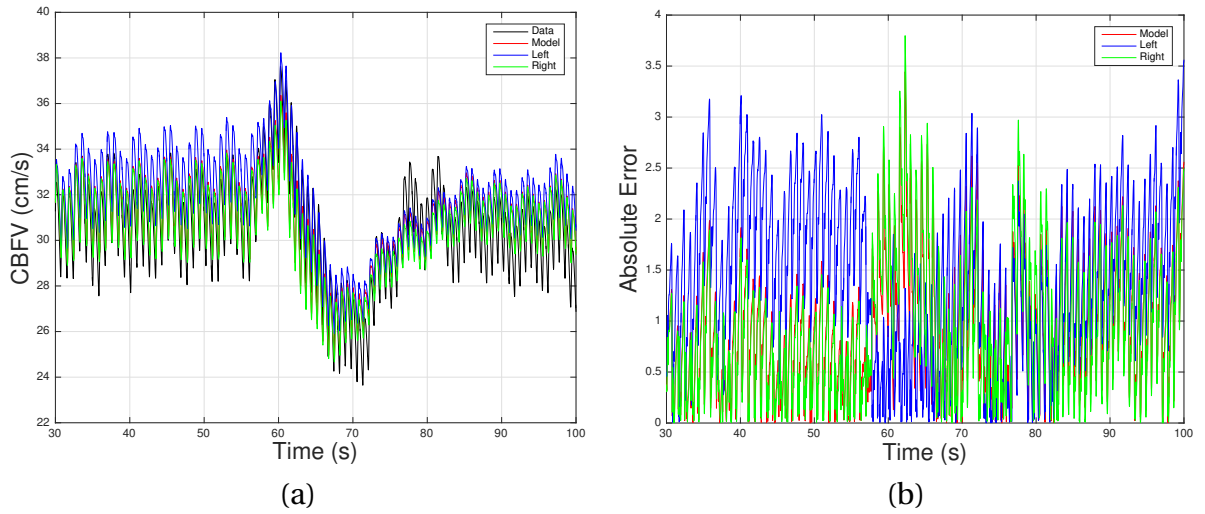 40
38
36
34
32
30
28
26
24
22
CBFV (cm/s)
Data
Model
Left
Right
30 40 50 60 70 80 90 100
Time (s)
(a)
4
3.5
3
2.5
2
1.5
1
0.5
0
Absolute Error
Model
Left
Right
30 40 50 60 70 80 90 100
Time (s)
(b)